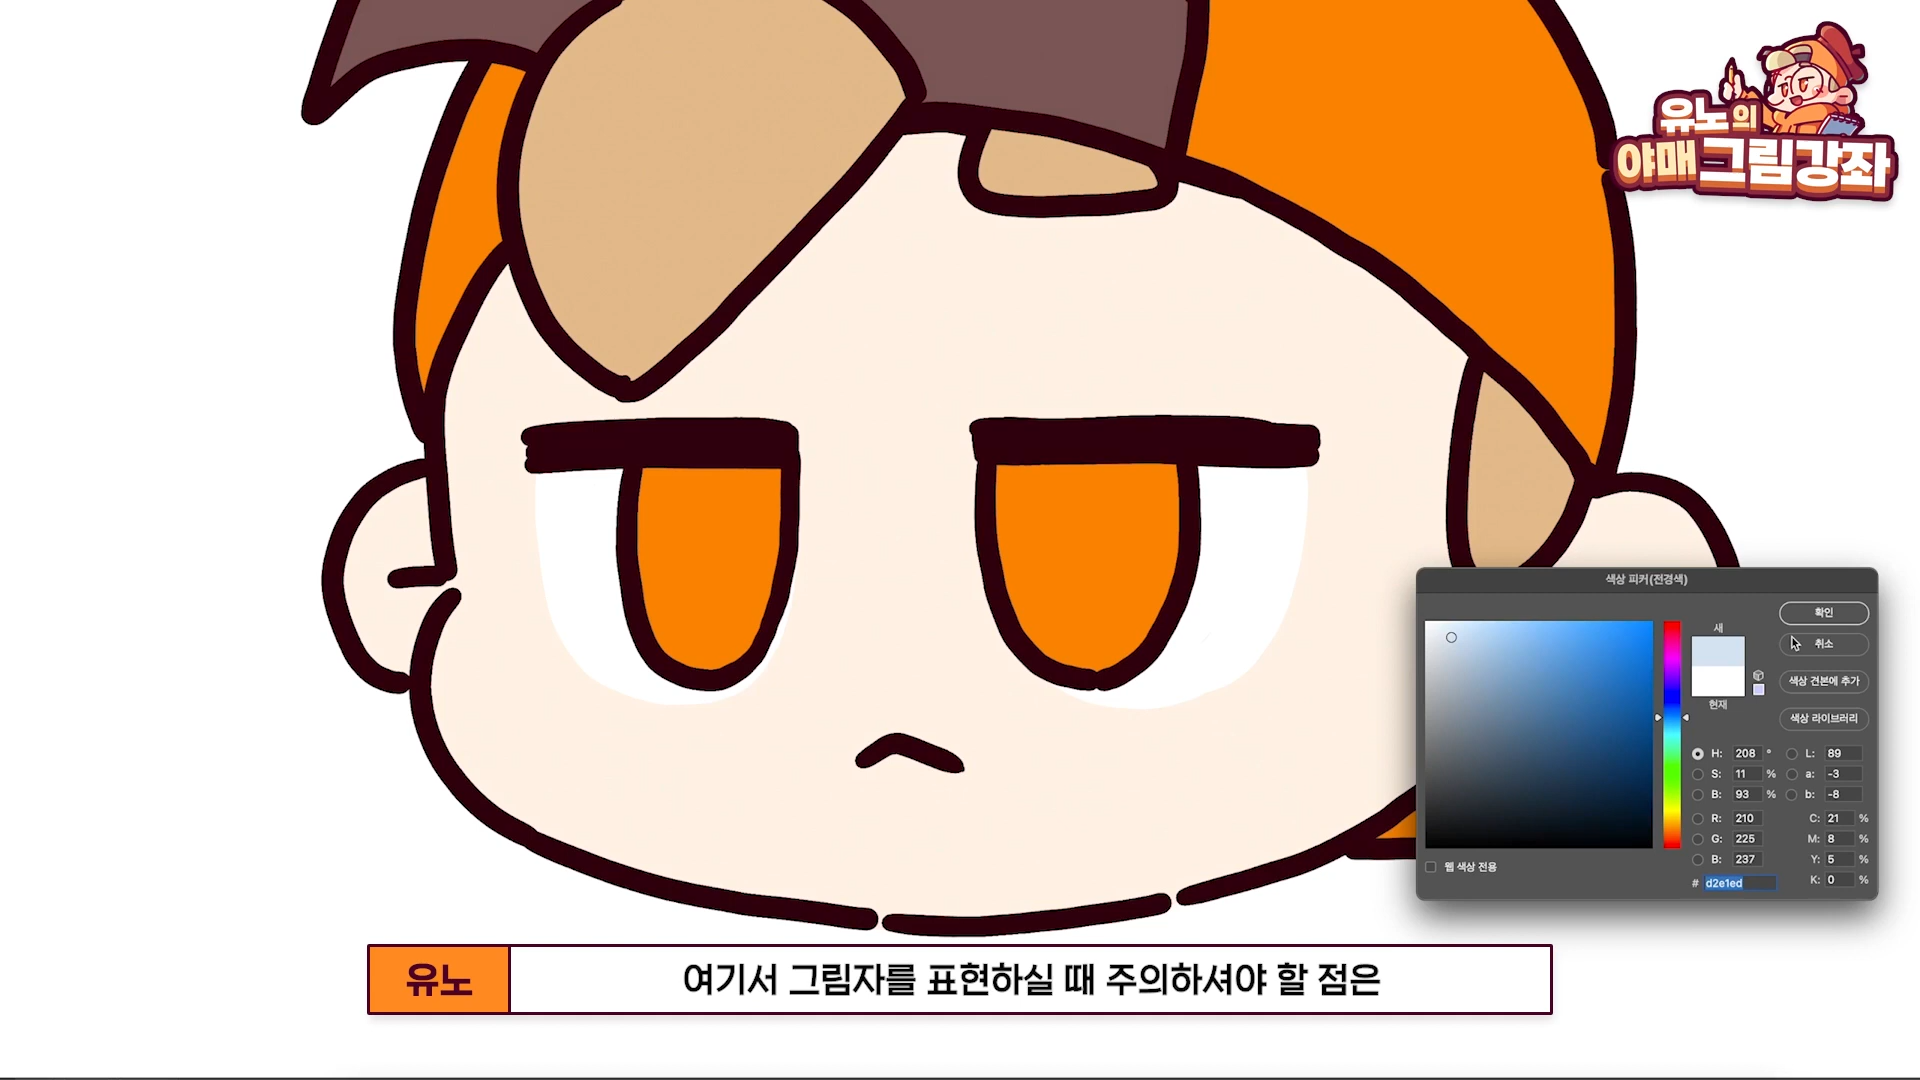 유노의
야매그림강좌
색상 피커(전경색)
새
현재
확인
취소
색상 견본에 추가
색상 라이브러리
H: 208 °
S: 11 %
B: 93 %
R: 210
G: 225
B: 237
# d2e1ed
L: 89
a: -3
b: -8
C: 21 %
M: 8 %
Y: 5 %
K: 0 %
웹 색상 전용
유노
여기서 그림자를 표현하실 때 주의하셔야 할 점은